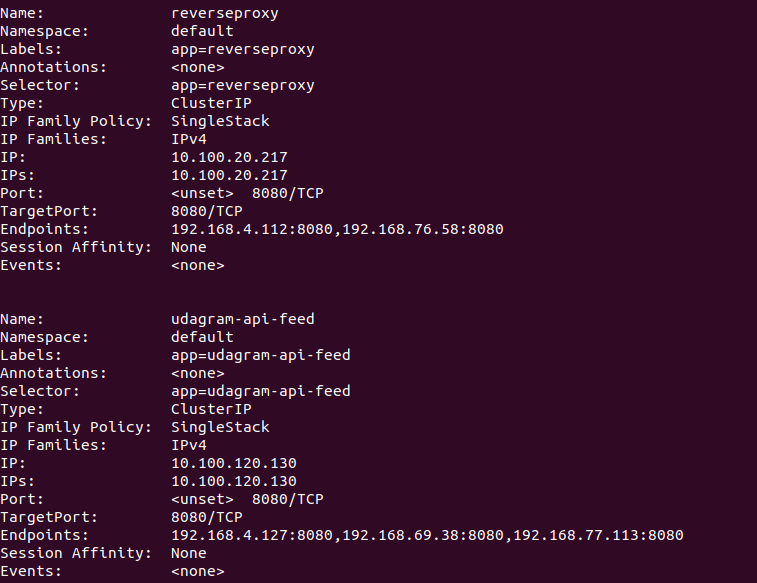 Name:              reverseproxy
Namespace:         default
Labels:            app=reverseproxy
Annotations:       <none>
Selector:          app=reverseproxy
Type:              ClusterIP
IP Family Policy:  SingleStack
IP Families:       IPv4
IP:                10.100.20.217
IPs:               10.100.20.217
Port:              <unset>  8080/TCP
TargetPort:        8080/TCP
Endpoints:         192.168.4.112:8080,192.168.76.58:8080
Session Affinity:  None
Events:            <none>
Name:              udagram-api-feed
Namespace:         default
Labels:            app=udagram-api-feed
Annotations:       <none>
Selector:          app=udagram-api-feed
Type:              ClusterIP
IP Family Policy:  SingleStack
IP Families:       IPv4
IP:                10.100.120.130
IPs:               10.100.120.130
Port:              <unset>  8080/TCP
TargetPort:        8080/TCP
Endpoints:         192.168.4.127:8080,192.168.69.38:8080,192.168.77.113:8080
Session Affinity:  None
Events:            <none>